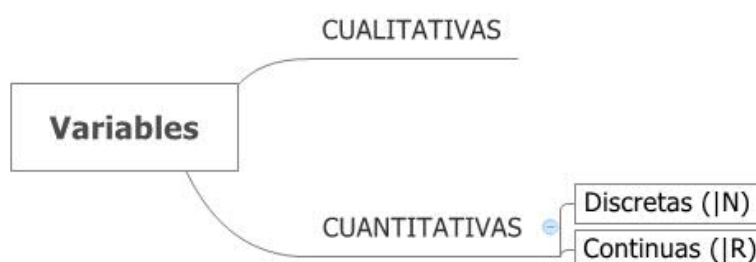 CUALITATIVAS
Variables
CUANTITATIVAS
Discretas (|N)
Continuas (|R)